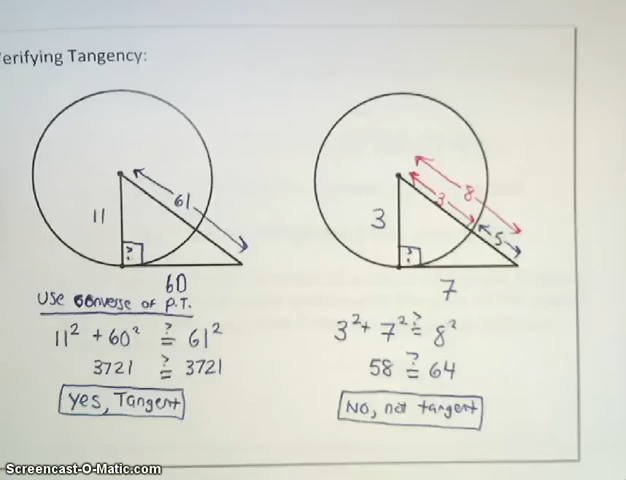 erifying Tangency:
11
61
?
60
Use Converse of P.T.
11² + 60² ≟ 61²
3721 ≟ 3721
Yes, Tangent
3
8
3
5
?
7
3² + 7² ≟ 8²
58 ≟ 64
No, not tangent
Screencast-O-Matic.com